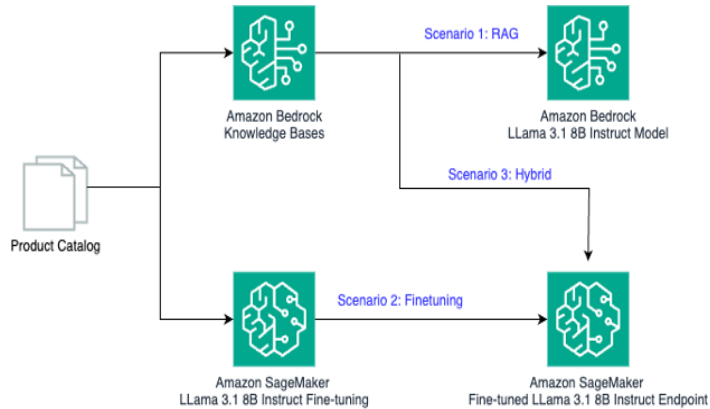 Scenario 1: RAG
Amazon Bedrock
Knowledge Bases
Amazon Bedrock
LLama 3.1 8B Instruct Model
Scenario 3: Hybrid
Product Catalog
Scenario 2: Finetuning
Amazon SageMaker
LLama 3.1 8B Instruct Fine-tuning
Amazon SageMaker
Fine-tuned LLama 3.1 8B Instruct Endpoint